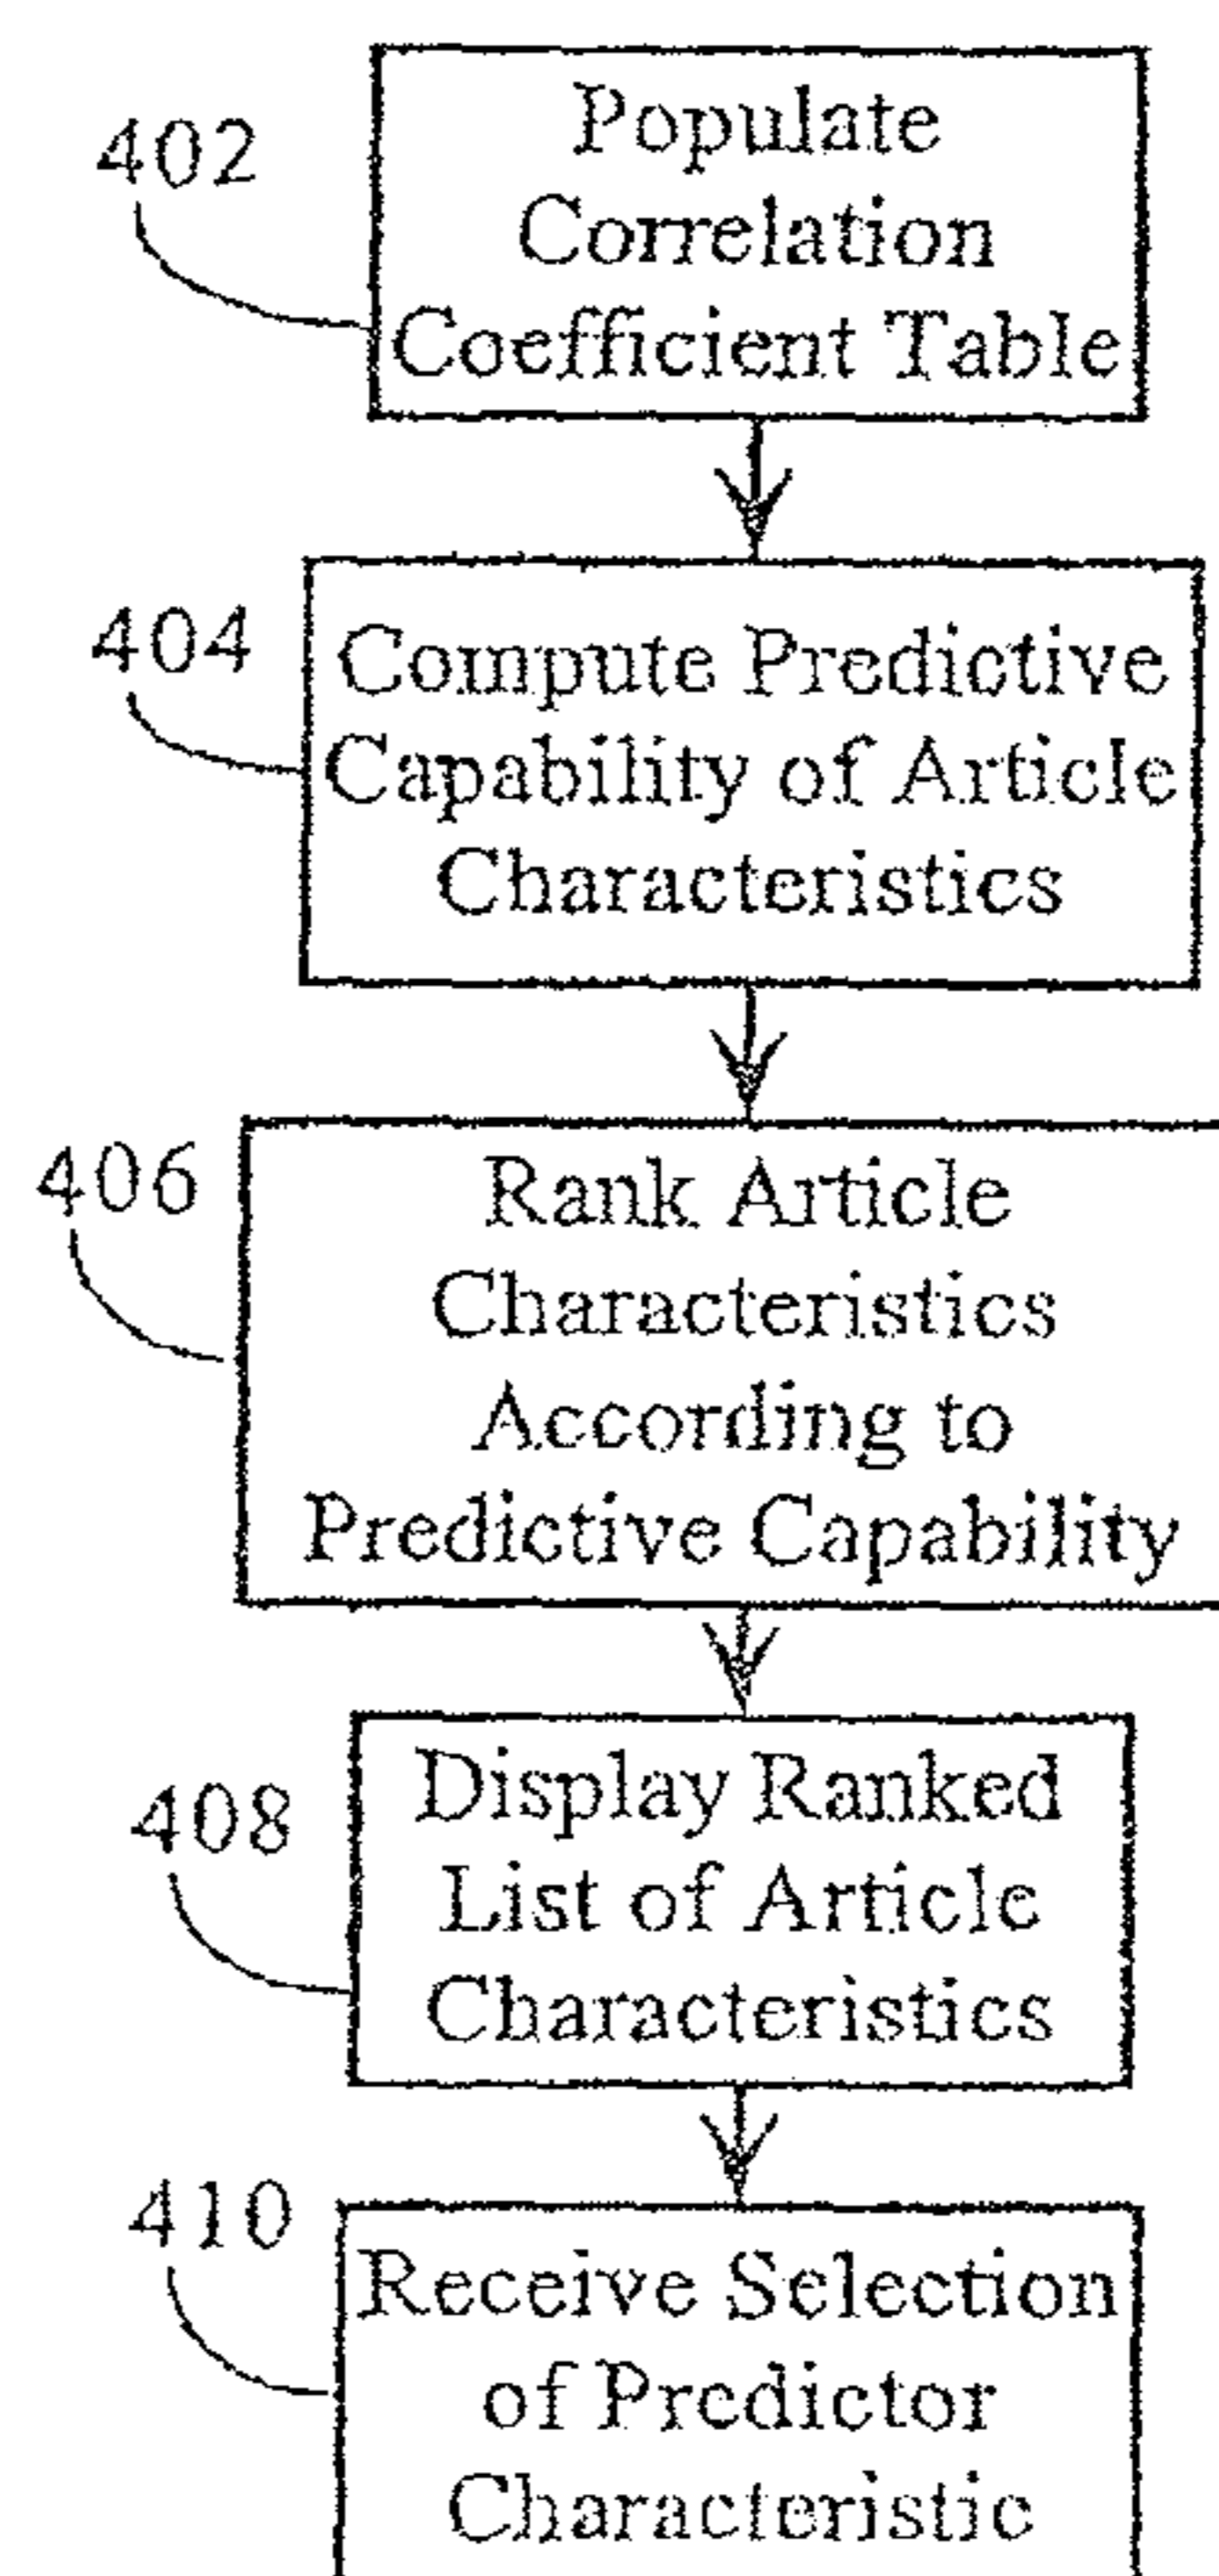 402
Populate
Correlation
Coefficient Table
404
Compute Predictive
Capability of Article
Characteristics
406
Rank Article
Characteristics
According to
Predictive Capability
408
Display Ranked
List of Article
Characteristics
410
Receive Selection
of Predictor
Characteristic